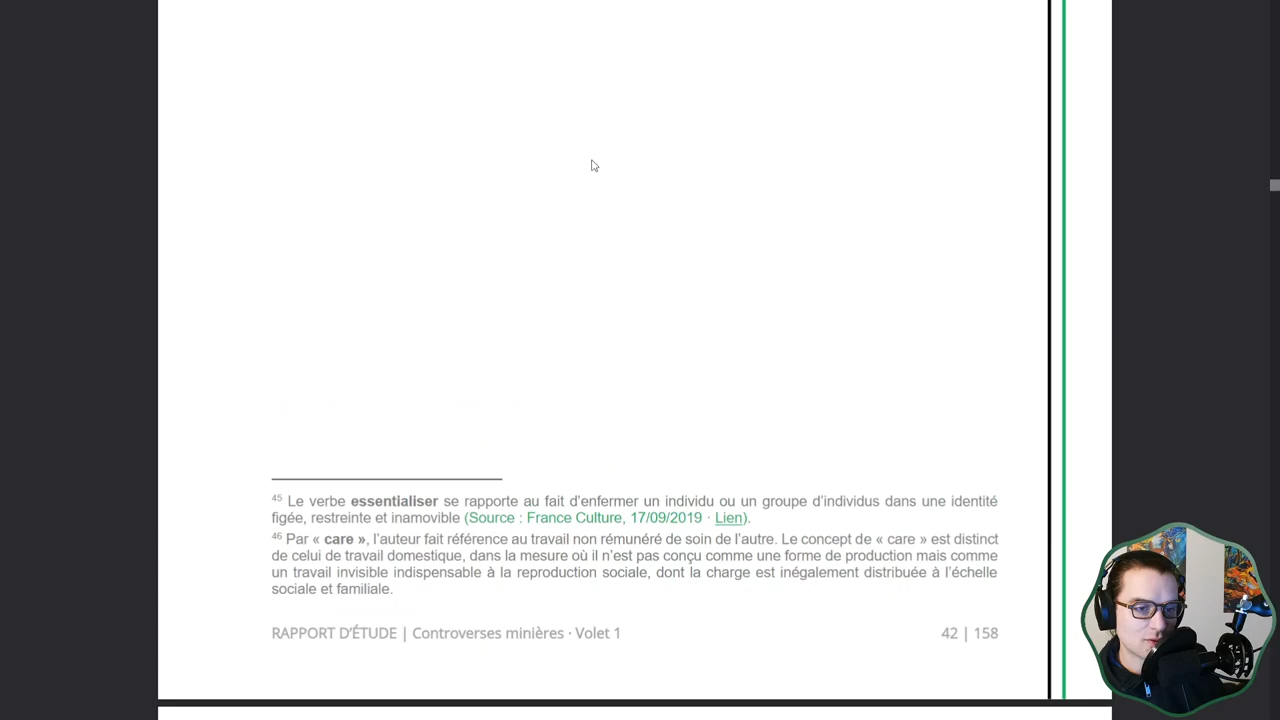 45 Le verbe essentialiser se rapporte au fait d'enfermer un individu ou un groupe d'individus dans une identité
figée, restreinte et inamovible (Source : France Culture, 17/09/2019 · Lien).
46 Par « care », l'auteur fait référence au travail non rémunéré de soin de l'autre. Le concept de « care » est distinct
de celui de travail domestique, dans la mesure où il n'est pas conçu comme une forme de production mais comme
un travail invisible indispensable à la reproduction sociale, dont la charge est inégalement distribuée à l'échelle
sociale et familiale.
RAPPORT D'ÉTUDE | Controverses minières · Volet 1 42 | 158